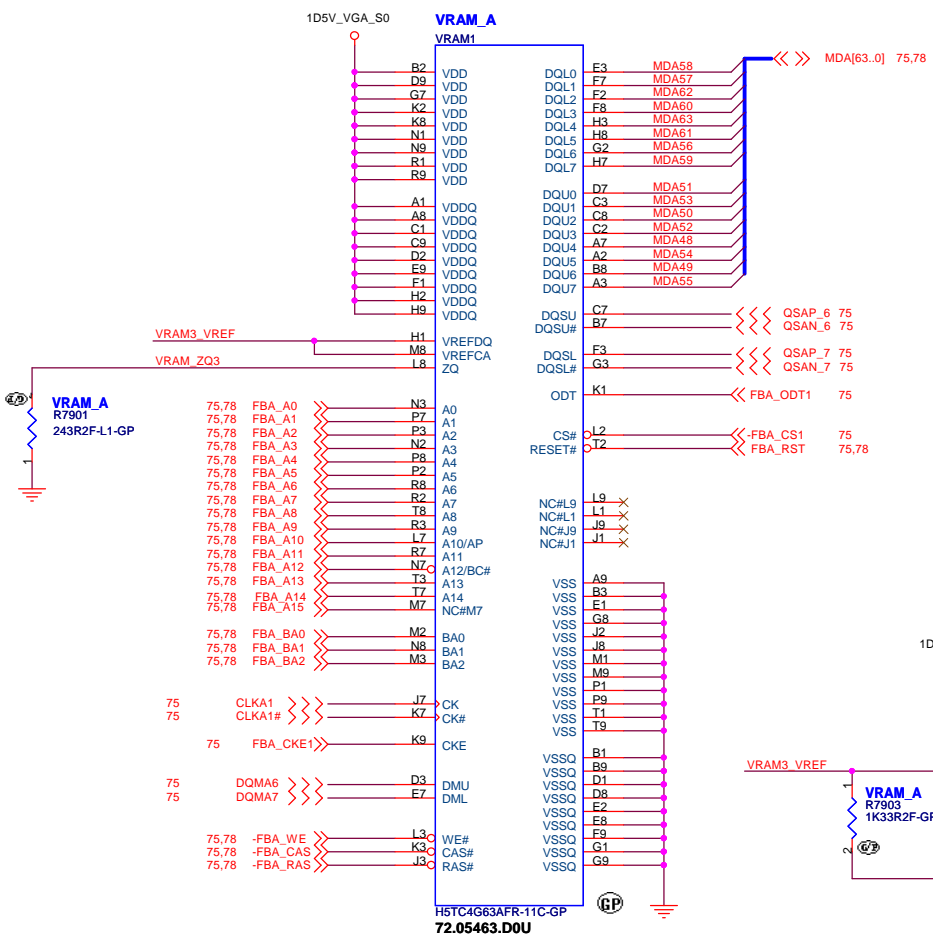 1D5V_VGA_S0
VRAM_A
VRAM1
B2 VDD
D9 VDD
G7 VDD
K2 VDD
K8 VDD
N1 VDD
N9 VDD
R1 VDD
R9 VDD
A1 VDDQ
A8 VDDQ
C1 VDDQ
C9 VDDQ
D2 VDDQ
E9 VDDQ
F1 VDDQ
H2 VDDQ
H9 VDDQ
VRAM3_VREF H1 VREFDQ
M8 VREFCA
VRAM_ZQ3 L8 ZQ
VRAM_A
R7901
243R2F-L1-GP
1
75,78 FBA_A0 N3 A0
75,78 FBA_A1 P7 A1
75,78 FBA_A2 P3 A2
75,78 FBA_A3 N2 A3
75,78 FBA_A4 P8 A4
75,78 FBA_A5 P2 A5
75,78 FBA_A6 R8 A6
75,78 FBA_A7 R2 A7
75,78 FBA_A8 T8 A8
75,78 FBA_A9 R3 A9
75,78 FBA_A10 L7 A10/AP
75,78 FBA_A11 R7 A11
75,78 FBA_A12 N7 A12/BC#
75,78 FBA_A13 T3 A13
75,78 FBA_A14 T7 A14
75,78 FBA_A15 M7 NC#M7
75,78 FBA_BA0 M2 BA0
75,78 FBA_BA1 N8 BA1
75,78 FBA_BA2 M3 BA2
75 CLKA1 J7 CK
75 CLKA1# K7 CK#
75 FBA_CKE1 K9 CKE
75 DQMA6 D3 DMU
75 DQMA7 E7 DML
75,78 -FBA_WE L3 WE#
75,78 -FBA_CAS K3 CAS#
75,78 -FBA_RAS J3 RAS#
DQL0 E3 MDA58
DQL1 F7 MDA57
DQL2 F2 MDA62
DQL3 F8 MDA60
DQL4 H3 MDA63
DQL5 H8 MDA61
DQL6 G2 MDA56
DQL7 H7 MDA59
MDA[63..0] 75,78
DQU0 D7 MDA51
DQU1 C3 MDA53
DQU2 C8 MDA50
DQU3 C2 MDA52
DQU4 A7 MDA48
DQU5 A2 MDA54
DQU6 B8 MDA49
DQU7 A3 MDA55
DQSU C7 QSAP_6 75
DQSU# B7 QSAN_6 75
DQSL F3 QSAP_7 75
DQSL# G3 QSAN_7 75
ODT K1 FBA_ODT1 75
CS# L2 -FBA_CS1 75
RESET# T2 FBA_RST 75,78
NC#L9 L9
NC#L1 L1
NC#J9 J9
NC#J1 J1
VSS A9
VSS B3
VSS E1
VSS G8
VSS J2
VSS J8
VSS M1
VSS M9
VSS P1
VSS P9
VSS T1
VSS T9
VSSQ B1
VSSQ B9
VSSQ D1
VSSQ D8
VSSQ E2
VSSQ E8
VSSQ F9
VSSQ G1
VSSQ G9
H5TC4G63AFR-11C-GP
72.05463.D0U
GP
1D
VRAM3_VREF
1
VRAM_A
R7903
1K33R2F-GP
2